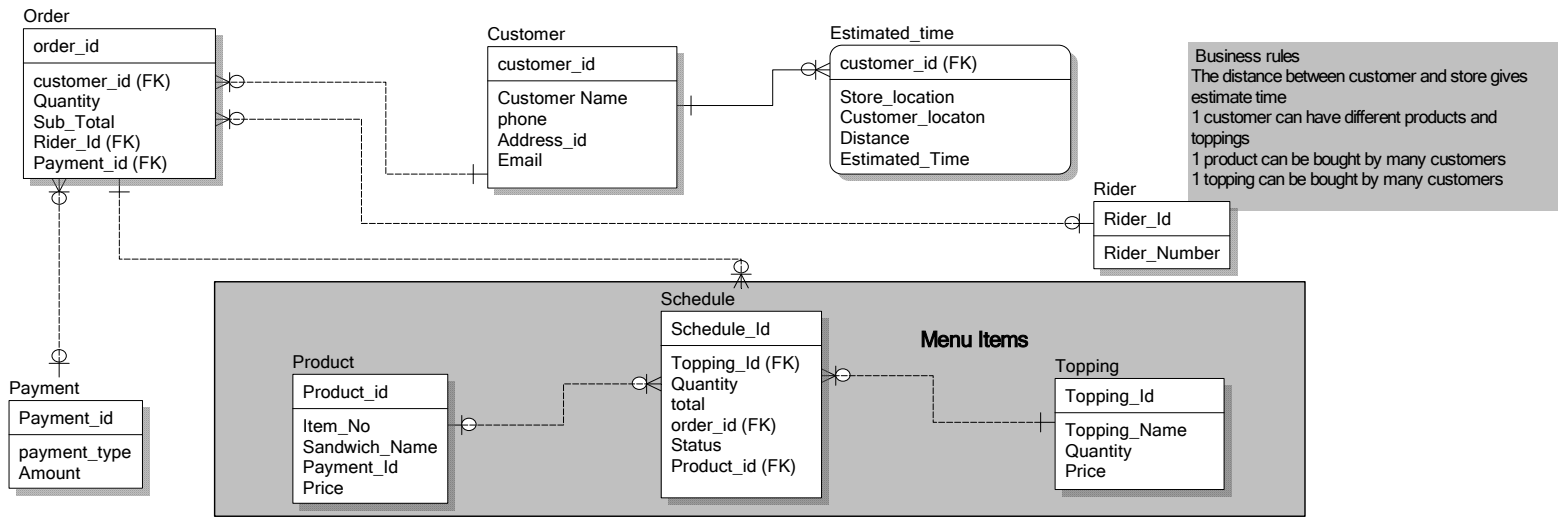 Order
order_id
customer_id (FK)
Quantity
Sub_Total
Rider_Id (FK)
Payment_id (FK)
Customer
customer_id
Customer Name
phone
Address_id
Email
Estimated_time
customer_id (FK)
Store_location
Customer_locaton
Distance
Estimated_Time
Business rules
The distance between customer and store gives
estimate time
1 customer can have different products and
toppings
1 product can be bought by many customers
1 topping can be bought by many customers
Rider
Rider_Id
Rider_Number
Payment
Payment_id
payment_type
Amount
Product
Product_id
Item_No
Sandwich_Name
Payment_Id
Price
Schedule
Schedule_Id
Topping_Id (FK)
Quantity
total
order_id (FK)
Status
Product_id (FK)
Menu Items
Topping
Topping_Id
Topping_Name
Quantity
Price